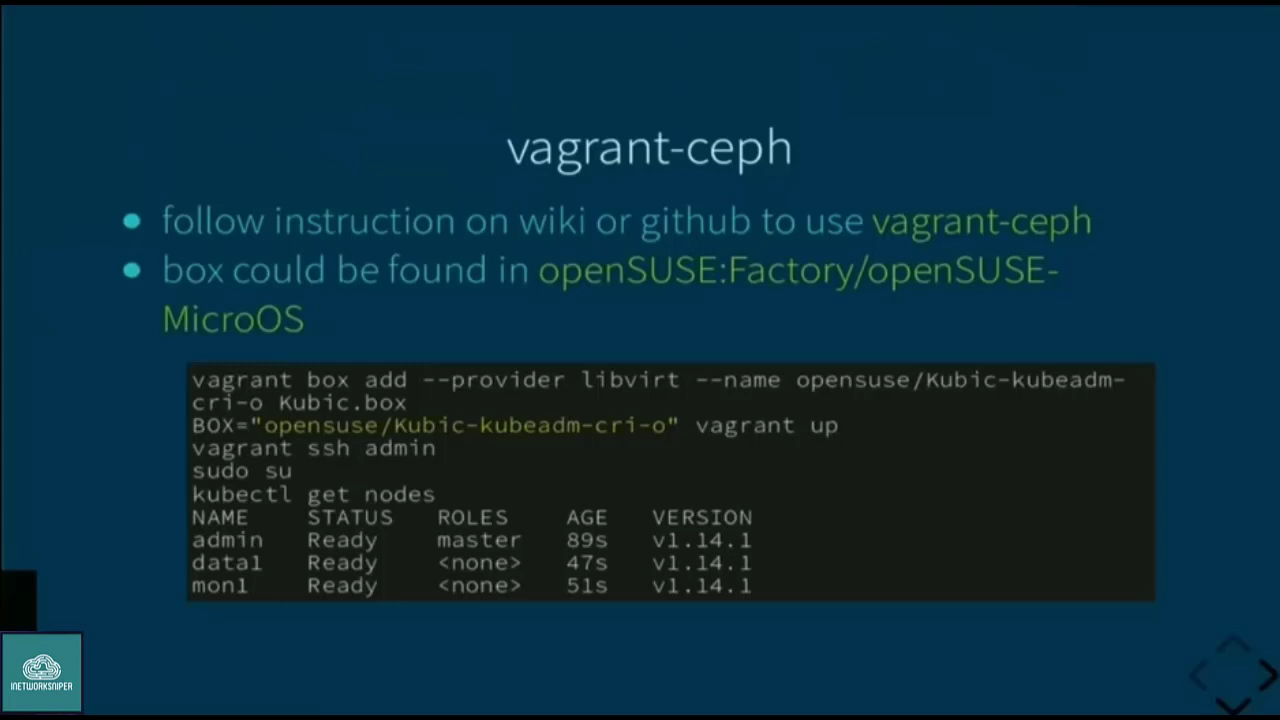 vagrant-ceph
follow instruction on wiki or github to use vagrant-ceph
box could be found in openSUSE:Factory/openSUSE-
MicroOS
vagrant box add --provider libvirt --name opensuse/Kubic-kubeadm-
cri-o Kubic.box
BOX="opensuse/Kubic-kubeadm-cri-o" vagrant up
vagrant ssh admin
sudo su
kubectl get nodes
NAME STATUS ROLES AGE VERSION
admin Ready master 89s v1.14.1
data1 Ready <none> 47s v1.14.1
mon1 Ready <none> 51s v1.14.1
INETWORKSNIPER